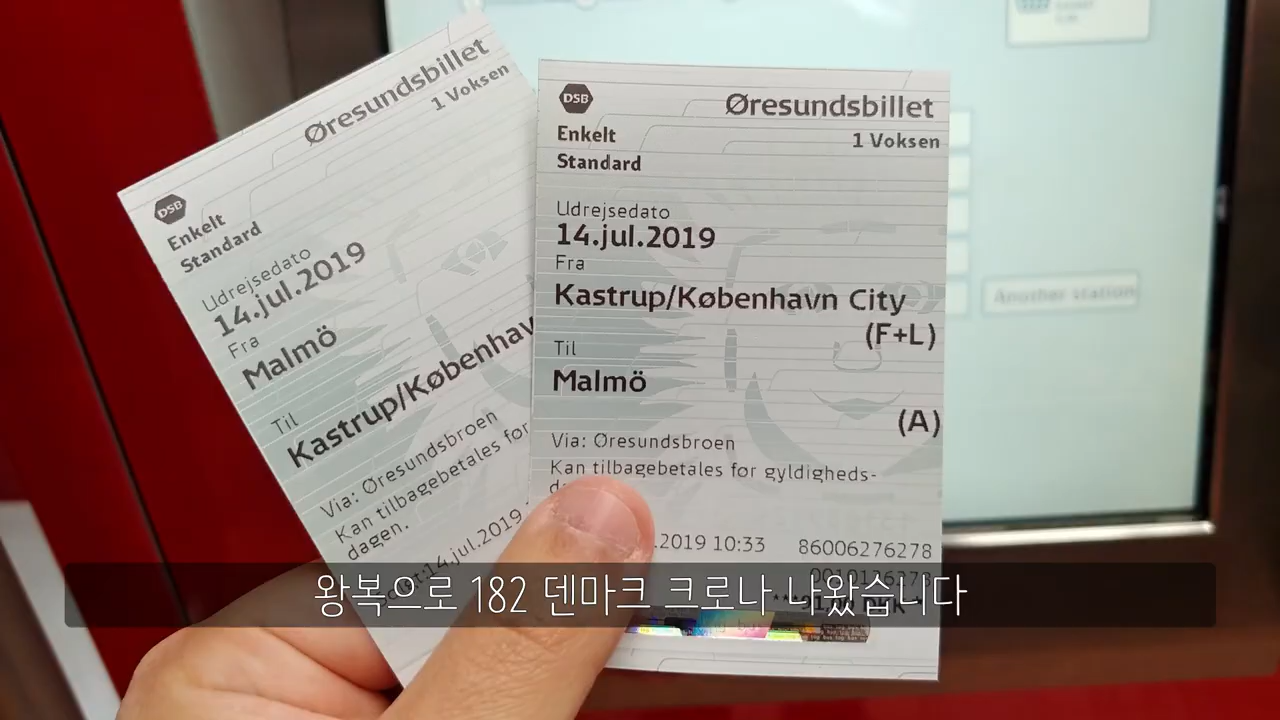 DSB
Øresundsbillet
1 Voksen
Enkelt
Standard
Udrejsedato
14.jul.2019
Fra
Malmö
Til
Kastrup/Københav
Via: Øresundsbroen
Kan tilbagebetales for
dagen.
14.jul.2019
DSB
Øresundsbillet
1 Voksen
Enkelt
Standard
Udrejsedato
14.jul.2019
Fra
Kastrup/København City
(F+L)
Til
Malmö
(A)
Via: Øresundsbroen
Kan tilbagebetales for gyldigheds-
.2019 10:33 86006276278
Another station
왕복으로 182 덴마크 크로나 나왔습니다